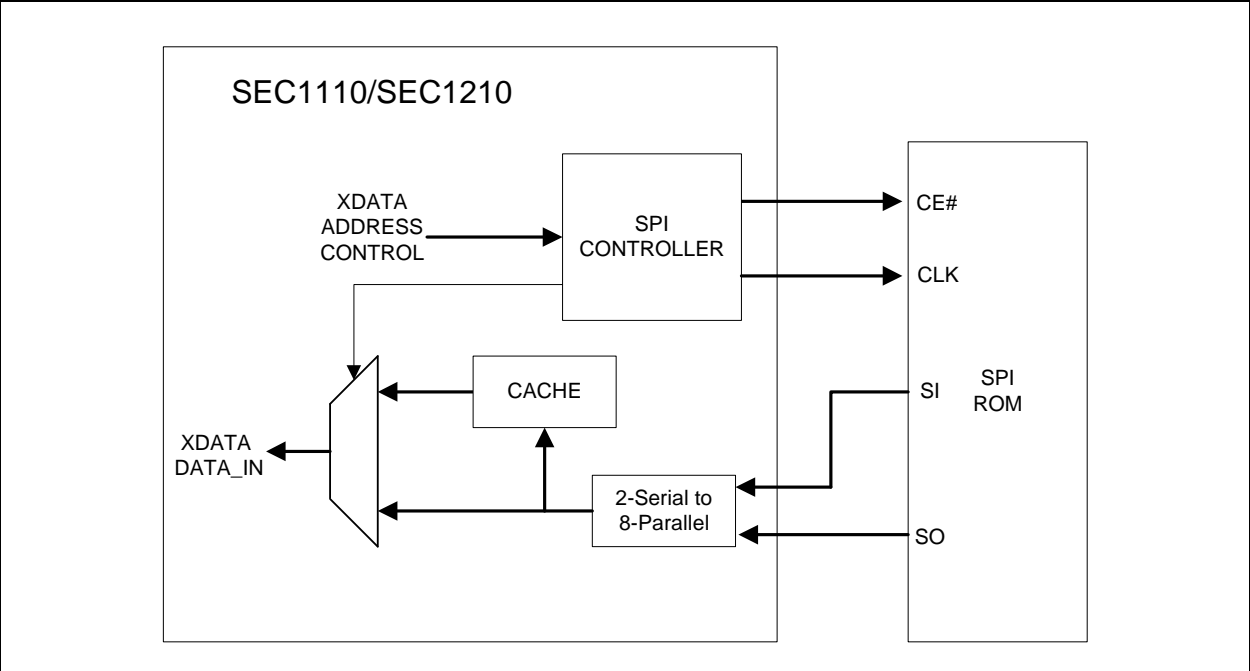 SEC1110/SEC1210
XDATA
ADDRESS
CONTROL
SPI
CONTROLLER
CE#
CLK
CACHE
SI
SPI
ROM
XDATA
DATA_IN
2-Serial to
8-Parallel
SO